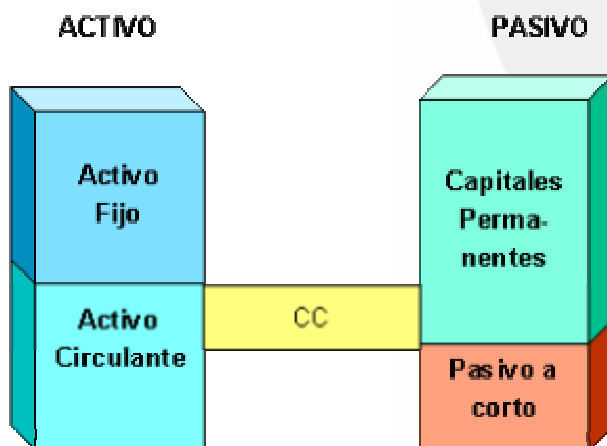 ACTIVO
PASIVO
Activo
Fijo
Capitales
Perma-
nentes
CC
Activo
Circulante
Pasivo a
corto